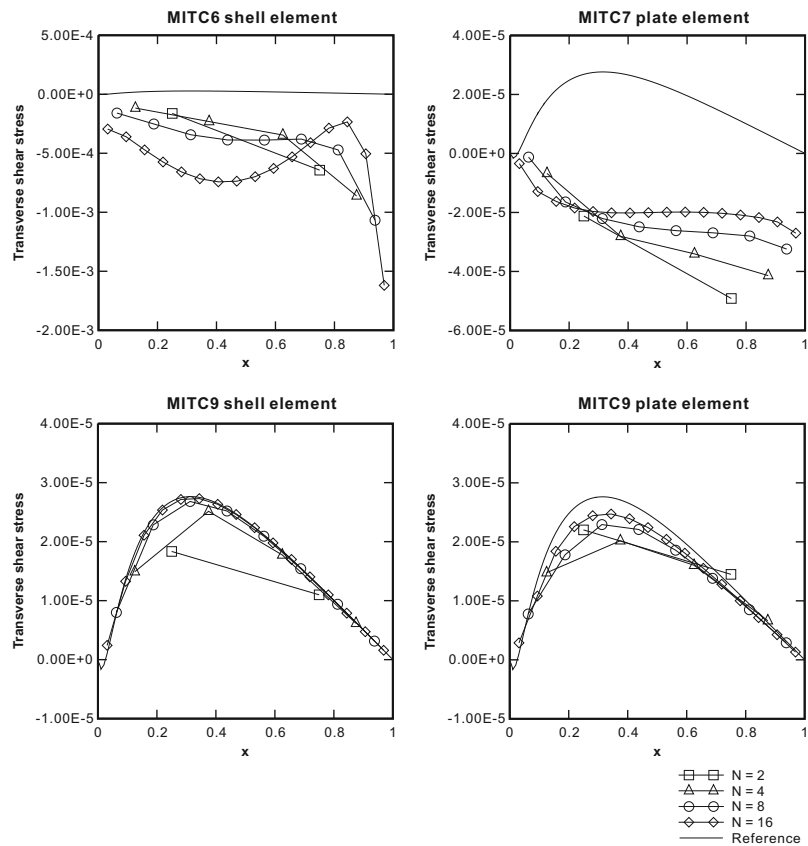 MITC6 shell element
5.00E-4
0.00E+0
-5.00E-4
-1.00E-3
-1.50E-3
-2.00E-3
Transverse shear stress
0 0.2 0.4 0.6 0.8 1
x
MITC7 plate element
4.00E-5
2.00E-5
0.00E+0
-2.00E-5
-4.00E-5
-6.00E-5
Transverse shear stress
0 0.2 0.4 0.6 0.8 1
x
MITC9 shell element
4.00E-5
3.00E-5
2.00E-5
1.00E-5
0.00E+0
-1.00E-5
Transverse shear stress
0 0.2 0.4 0.6 0.8 1
x
MITC9 plate element
4.00E-5
3.00E-5
2.00E-5
1.00E-5
0.00E+0
-1.00E-5
Transverse shear stress
0 0.2 0.4 0.6 0.8 1
x
N = 2
N = 4
N = 8
N = 16
Reference